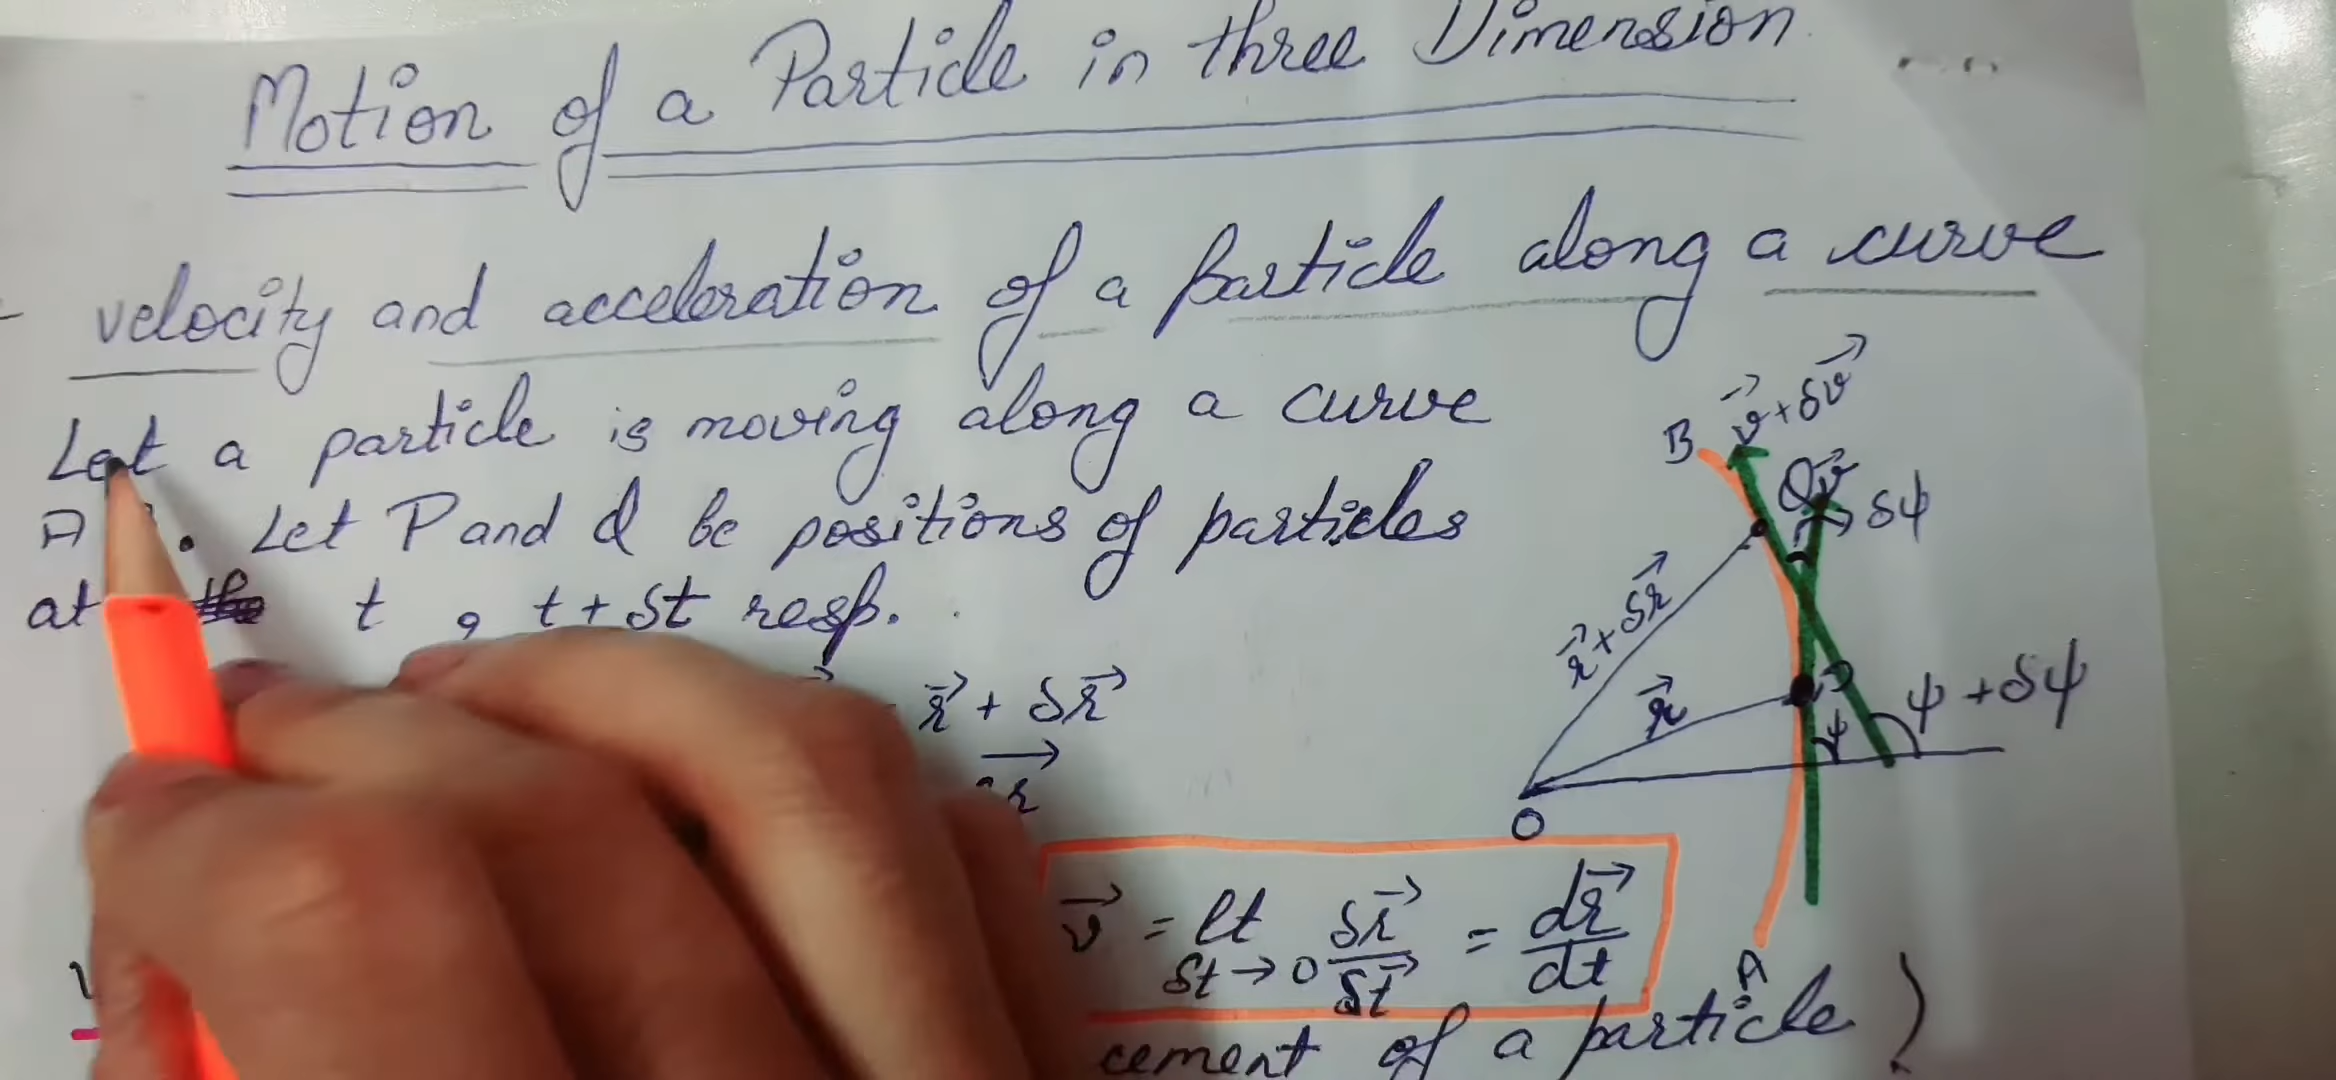 Motion of a Particle in three Dimension
velocity and acceleration of a particle along a curve
Let a particle is moving along a curve
A . Let P and Q be positions of particles
at t , t + δt resp.
r⃗ + δr⃗
v⃗ = lt δt → 0 δr⃗/δt⃗ = dr⃗/dt
cement of a particle)
B
v⃗ + δv⃗
Q
v⃗
δψ
r⃗ + δr⃗
r⃗
P
ψ
ψ + δψ
O
A